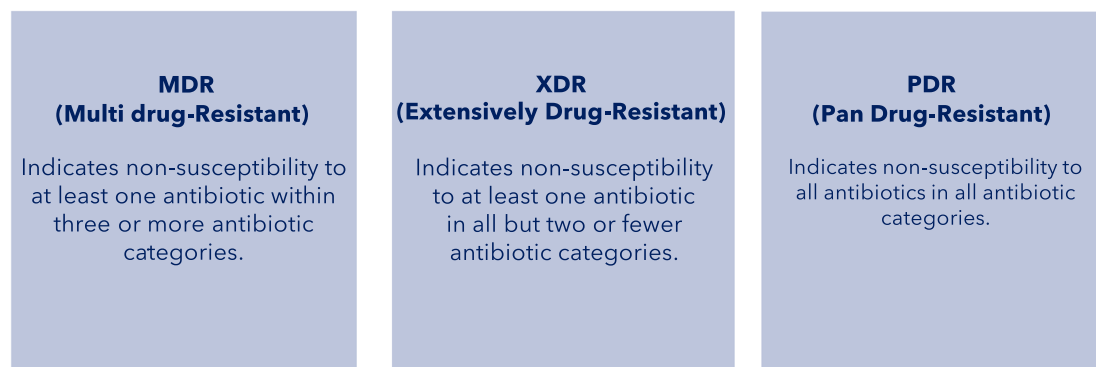 MDR
(Multi drug-Resistant)
Indicates non-susceptibility to
at least one antibiotic within
three or more antibiotic
categories.
XDR
(Extensively Drug-Resistant)
Indicates non-susceptibility
to at least one antibiotic
in all but two or fewer
antibiotic categories.
PDR
(Pan Drug-Resistant)
Indicates non-susceptibility to
all antibiotics in all antibiotic
categories.